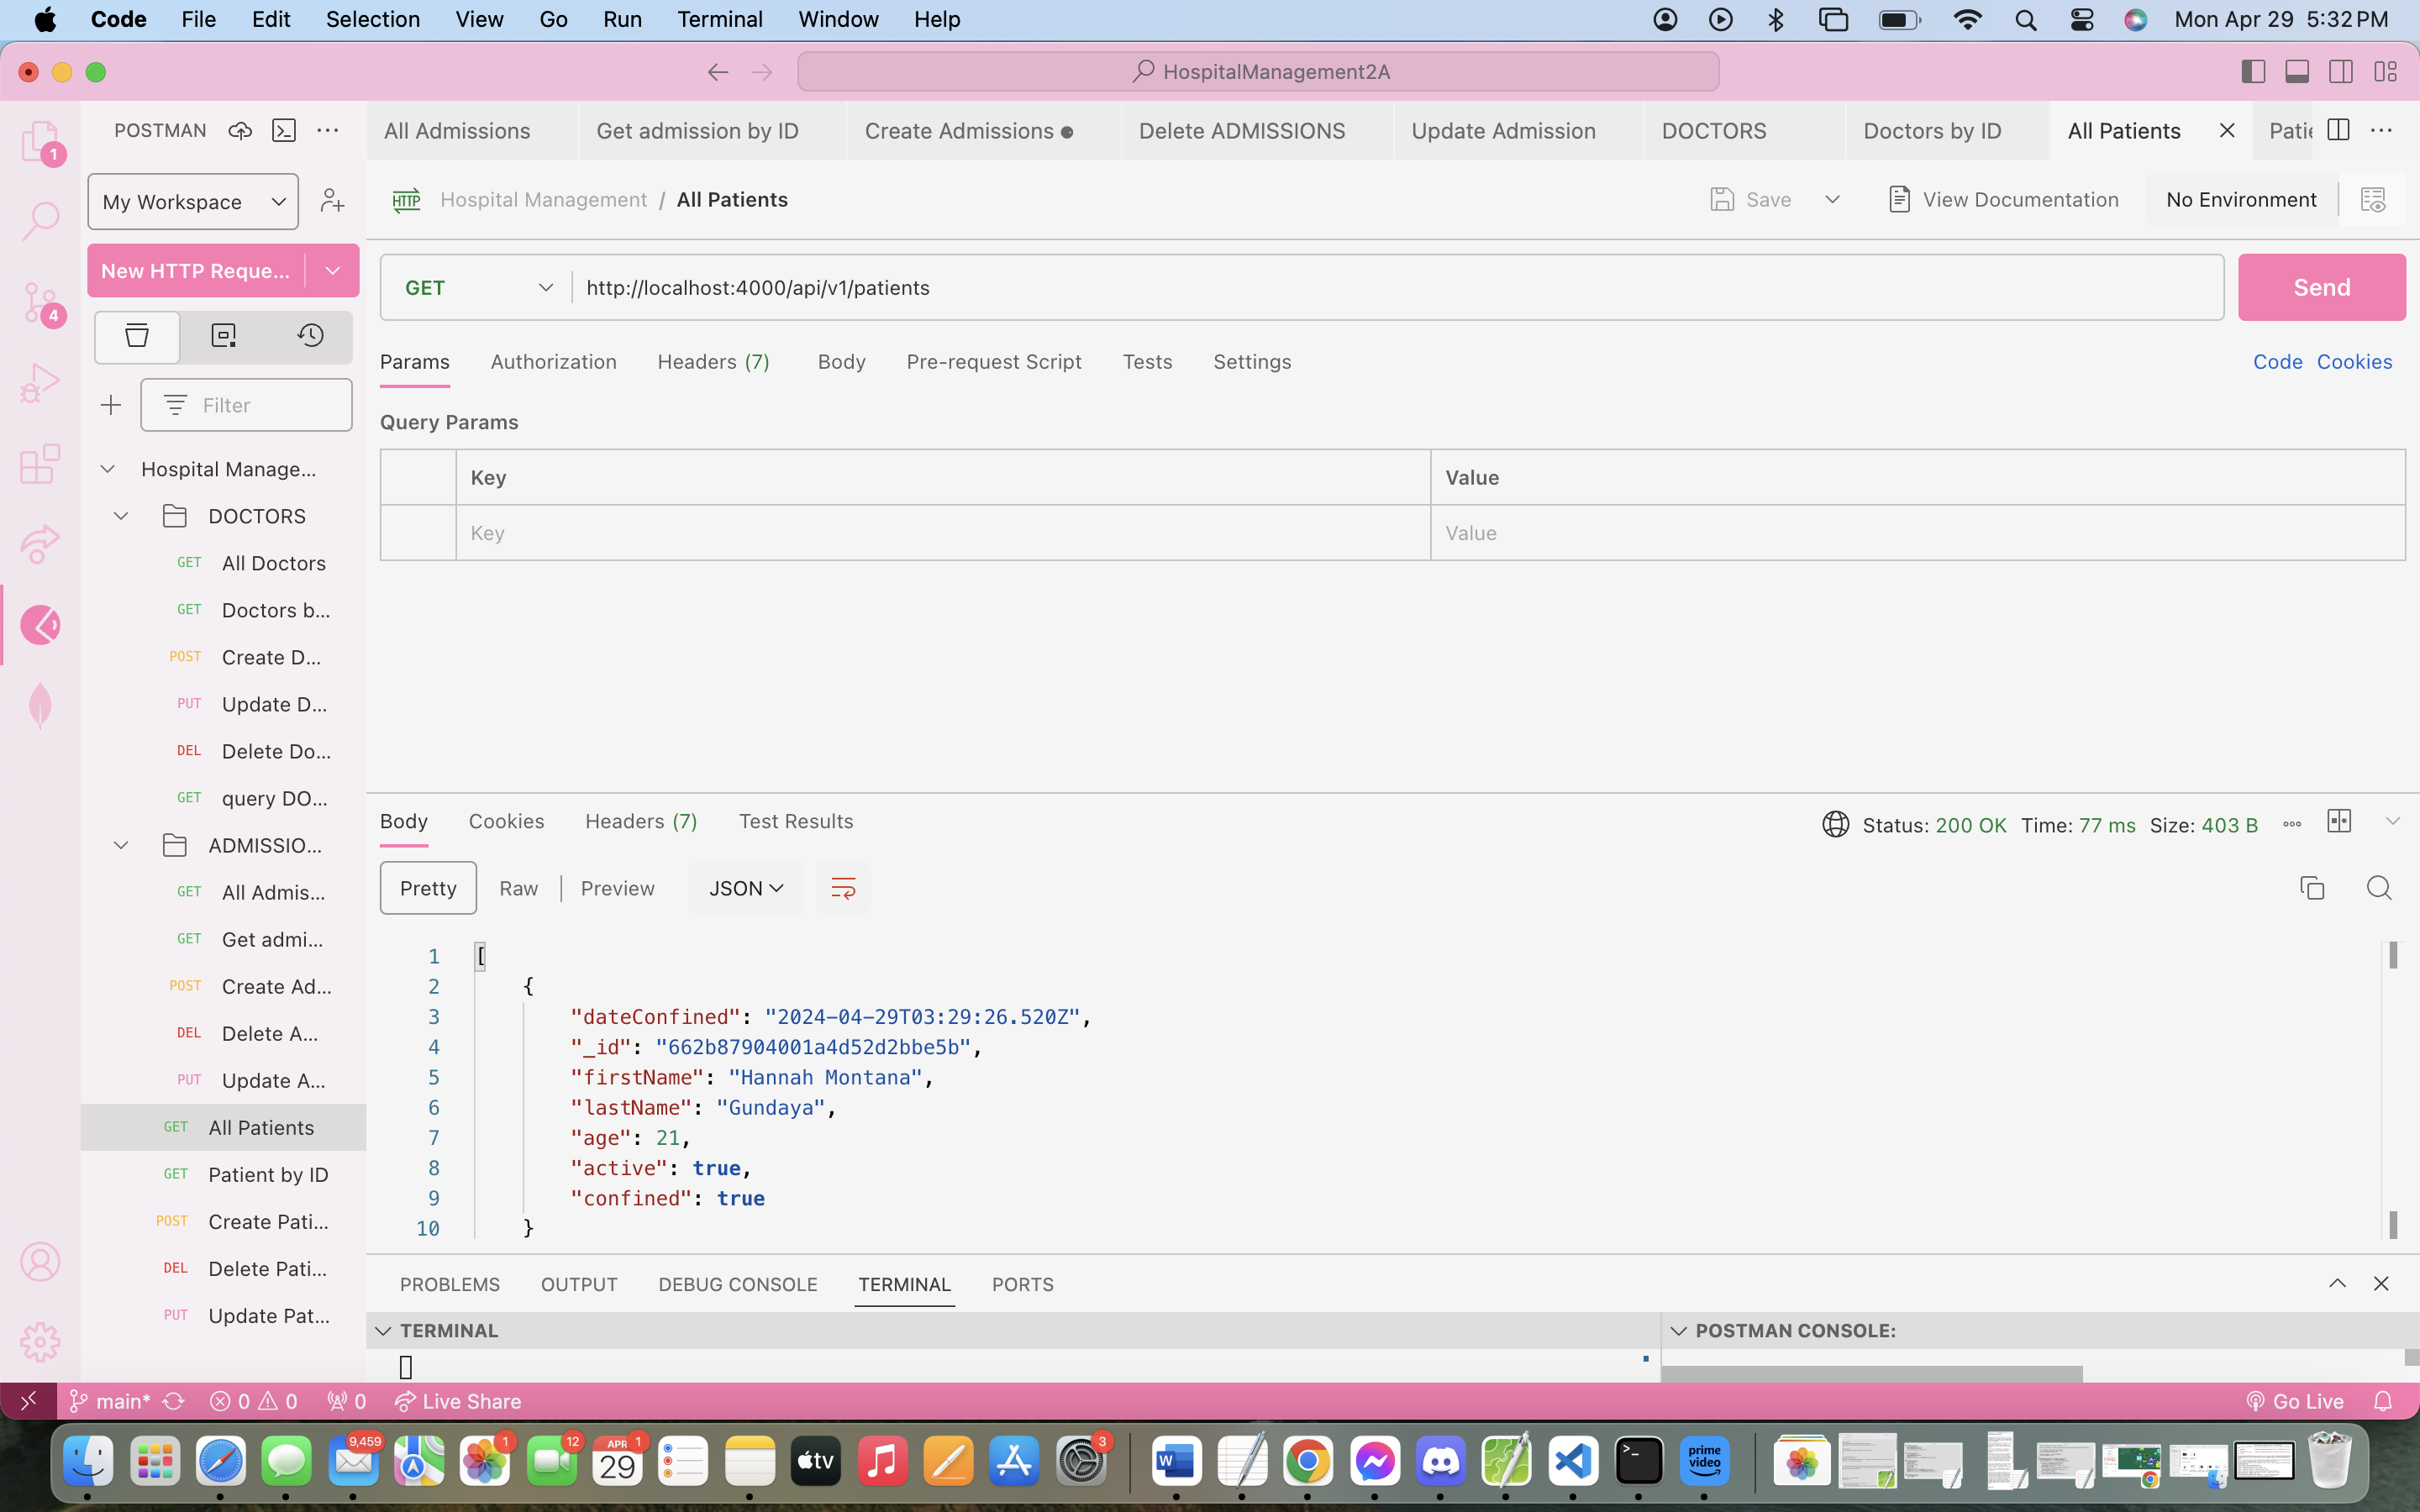 Code File Edit Selection View Go Run Terminal Window Help Mon Apr 29 5:32 PM
HospitalManagement2A
1
4
POSTMAN
My Workspace
New HTTP Reque...
Filter
Hospital Manage...
DOCTORS
GET All Doctors
GET Doctors b...
POST Create D...
PUT Update D...
DEL Delete Do...
GET query DO...
ADMISSIO...
GET All Admis...
GET Get admi...
POST Create Ad...
DEL Delete A...
PUT Update A...
GET All Patients
GET Patient by ID
POST Create Pati...
DEL Delete Pati...
PUT Update Pat...
All Admissions Get admission by ID Create Admissions Delete ADMISSIONS Update Admission DOCTORS Doctors by ID All Patients Patie
HTTP Hospital Management / All Patients Save View Documentation No Environment
GET http://localhost:4000/api/v1/patients Send
Params Authorization Headers (7) Body Pre-request Script Tests Settings Code Cookies
Query Params
Key Value
Key Value
Body Cookies Headers (7) Test Results Status: 200 OK Time: 77 ms Size: 403 B
Pretty Raw Preview JSON
1 [
2 {
3 "dateConfined": "2024-04-29T03:29:26.520Z",
4 "_id": "662b87904001a4d52d2bbe5b",
5 "firstName": "Hannah Montana",
6 "lastName": "Gundaya",
7 "age": 21,
8 "active": true,
9 "confined": true
10 }
PROBLEMS OUTPUT DEBUG CONSOLE TERMINAL PORTS
TERMINAL POSTMAN CONSOLE:
main* 0 0 0 Live Share Go Live
9,459 1 12 APR 1 29 tv 3 W >_ prime video